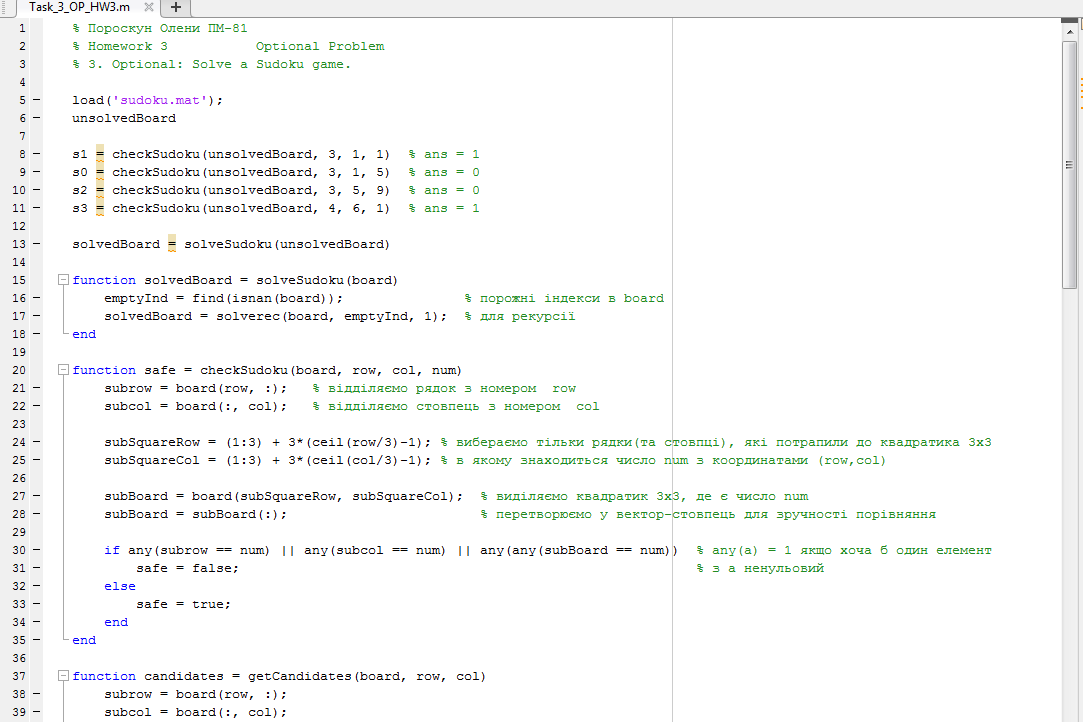 Task_3_OP_HW3.m
1 % Пороскун Олени ПМ-81
2 % Homework 3 Optional Problem
3 % 3. Optional: Solve a Sudoku game.
4
5 load('sudoku.mat');
6 unsolvedBoard
7
8 s1 = checkSudoku(unsolvedBoard, 3, 1, 1) % ans = 1
9 s0 = checkSudoku(unsolvedBoard, 3, 1, 5) % ans = 0
10 s2 = checkSudoku(unsolvedBoard, 3, 5, 9) % ans = 0
11 s3 = checkSudoku(unsolvedBoard, 4, 6, 1) % ans = 1
12
13 solvedBoard = solveSudoku(unsolvedBoard)
14
15 function solvedBoard = solveSudoku(board)
16 emptyInd = find(isnan(board)); % порожні індекси в board
17 solvedBoard = solverec(board, emptyInd, 1); % для рекурсії
18 end
19
20 function safe = checkSudoku(board, row, col, num)
21 subrow = board(row, :); % відділяємо рядок з номером row
22 subcol = board(:, col); % відділяємо стовпець з номером col
23
24 subSquareRow = (1:3) + 3*(ceil(row/3)-1); % вибераємо тільки рядки(та стовпці), які потрапили до квадратика 3х3
25 subSquareCol = (1:3) + 3*(ceil(col/3)-1); % в якому знаходиться число num з координатами (row,col)
26
27 subBoard = board(subSquareRow, subSquareCol); % виділяємо квадратик 3х3, де є число num
28 subBoard = subBoard(:); % перетворюємо у вектор-стовпець для зручності порівняння
29
30 if any(subrow == num) || any(subcol == num) || any(any(subBoard == num)) % any(a) = 1 якщо хоча б один елемент
31 safe = false; % з а ненульовий
32 else
33 safe = true;
34 end
35 end
36
37 function candidates = getCandidates(board, row, col)
38 subrow = board(row, :);
39 subcol = board(:, col);